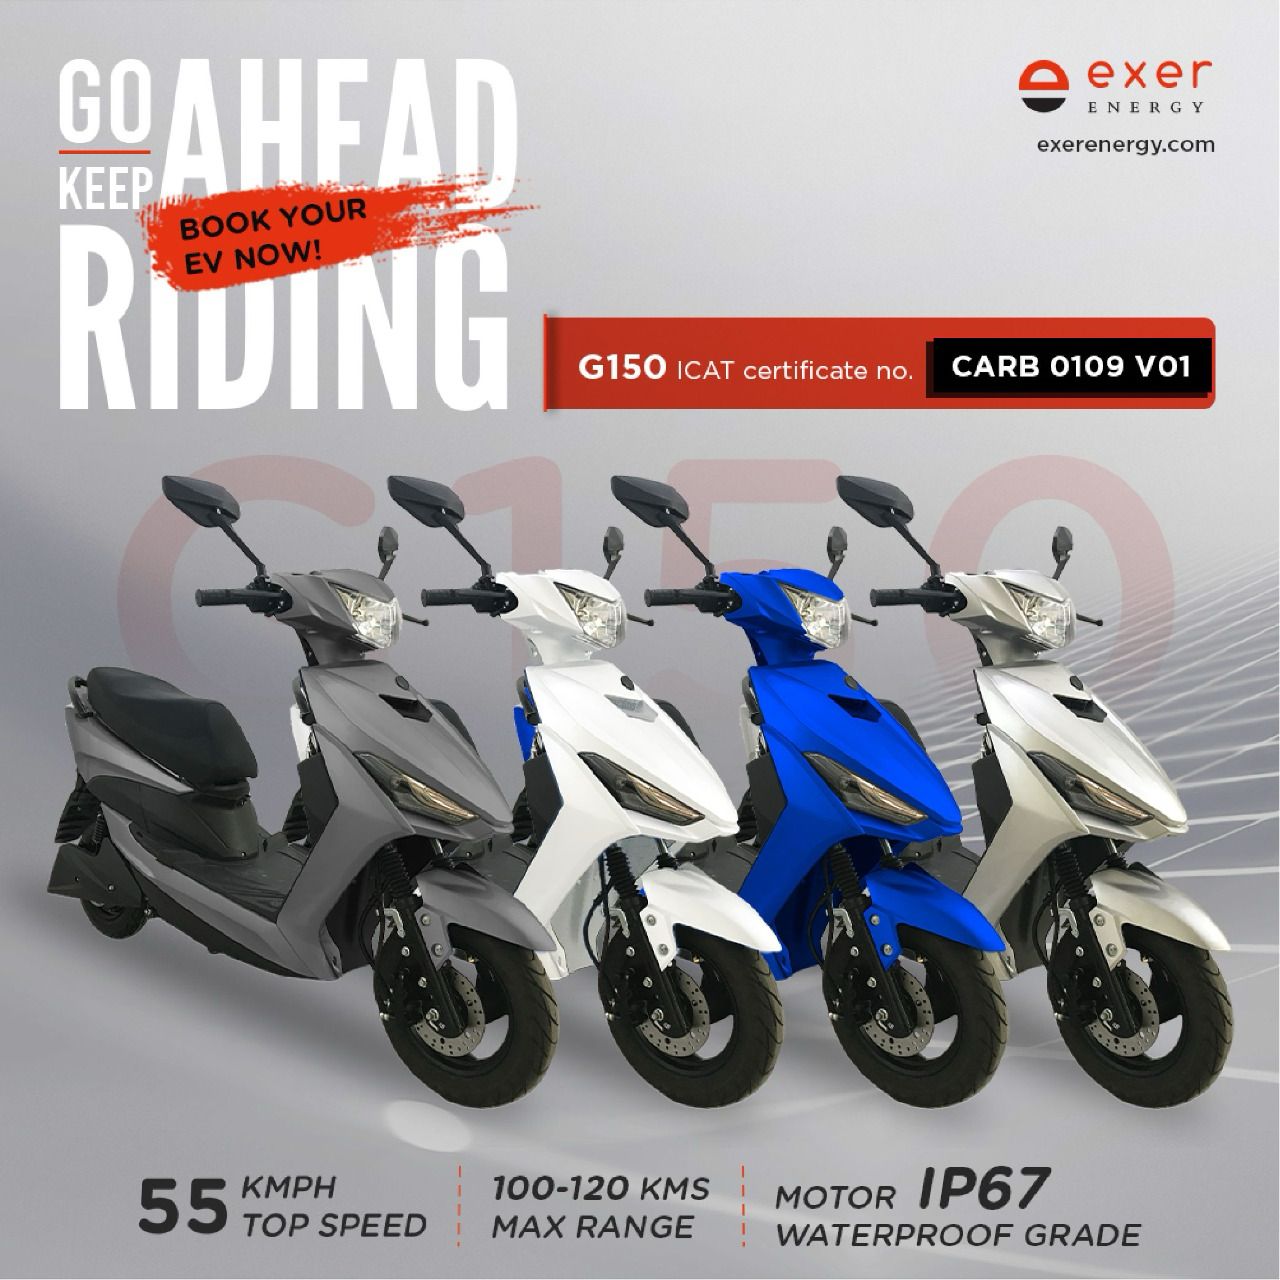 GO AHEAD
KEEP
RIDING
BOOK YOUR
EV NOW!
exer
ENERGY
exerenergy.com
G150 ICAT certificate no. CARB 0109 V01
G150
55 KMPH
TOP SPEED
100-120 KMS
MAX RANGE
MOTOR IP67
WATERPROOF GRADE